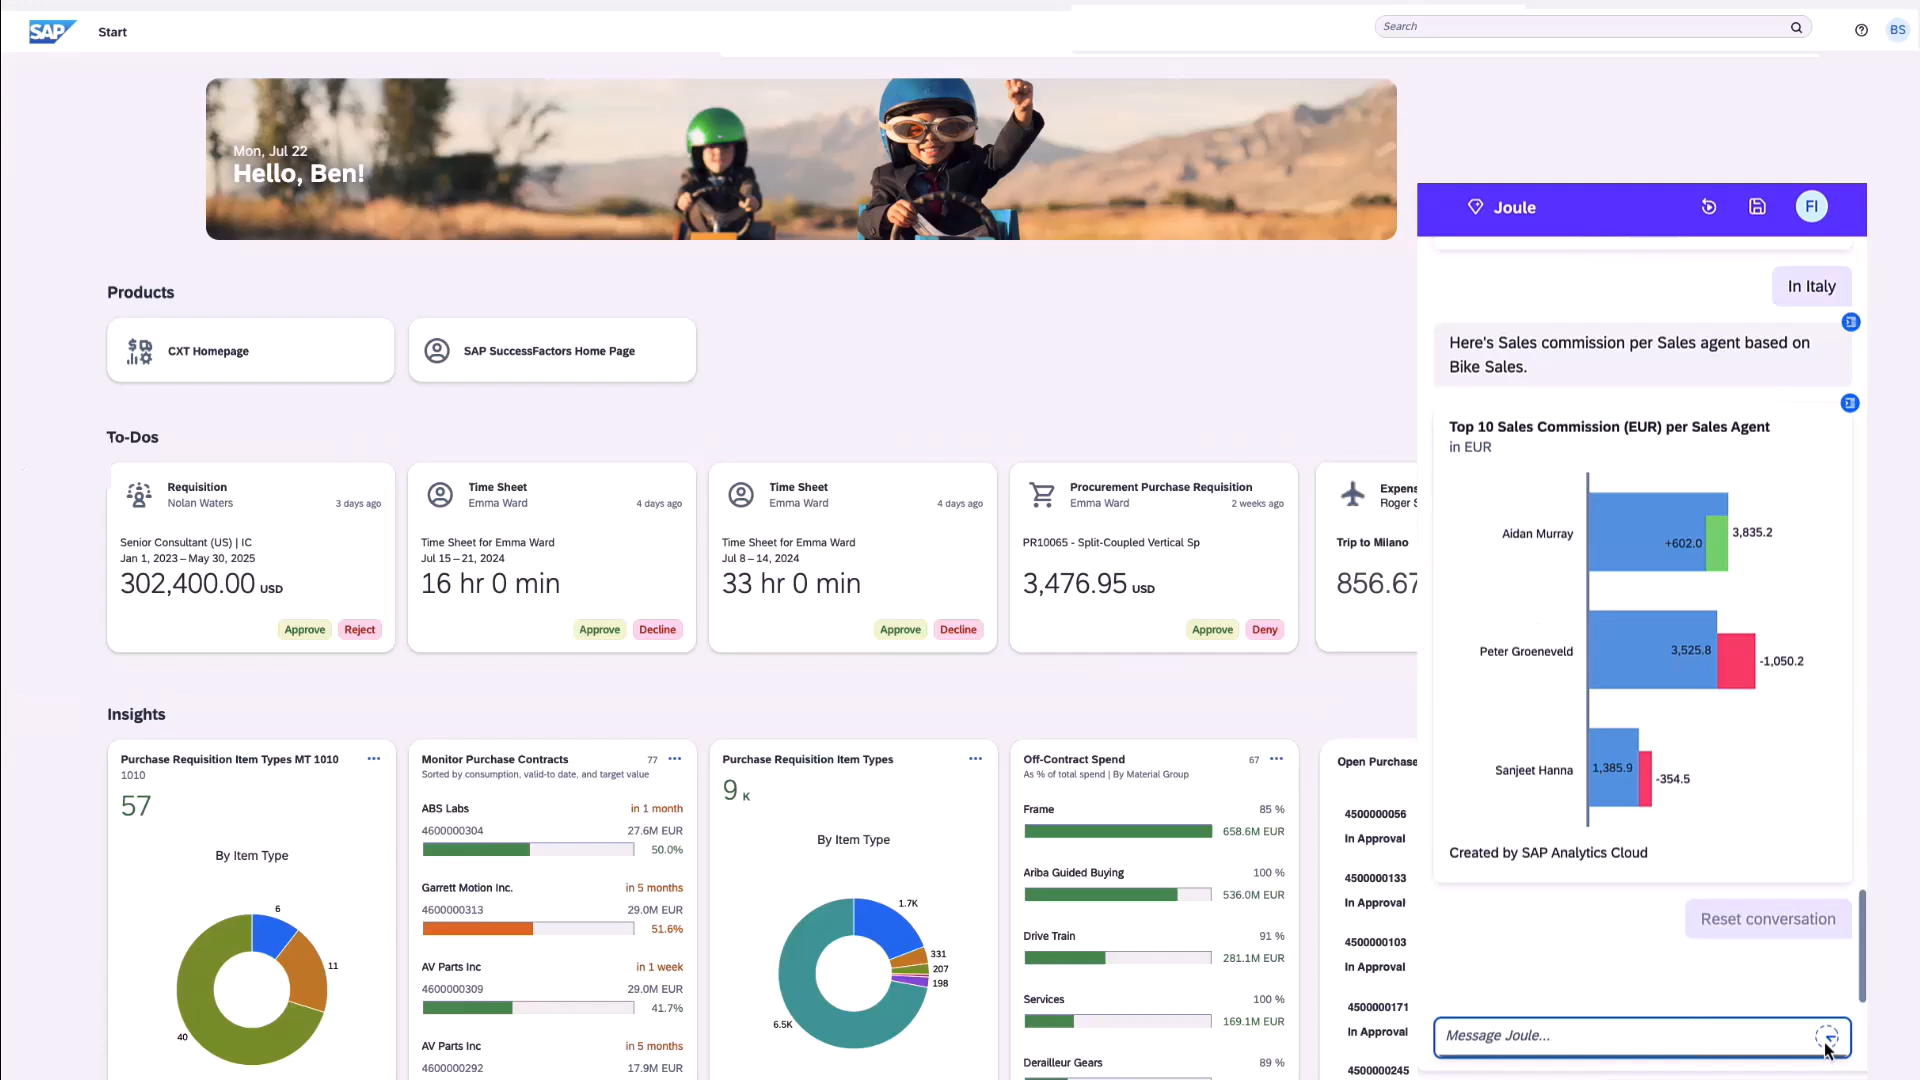 SAP
Start
Search
BS
Mon, Jul 22
Hello, Ben!
Products
CXT Homepage
SAP SuccessFactors Home Page
To-Dos
Requisition
Nolan Waters
3 days ago
Senior Consultant (US) | IC
Jan 1, 2023 – May 30, 2025
302,400.00 USD
Approve
Reject
Time Sheet
Emma Ward
4 days ago
Time Sheet for Emma Ward
Jul 15 – 21, 2024
16 hr 0 min
Approve
Decline
Time Sheet
Emma Ward
4 days ago
Time Sheet for Emma Ward
Jul 8 – 14, 2024
33 hr 0 min
Approve
Decline
Procurement Purchase Requisition
Emma Ward
2 weeks ago
PR10065 - Split-Coupled Vertical Sp
3,476.95 USD
Approve
Deny
Expens
Roger S
Trip to Milano
856.67
Insights
Purchase Requisition Item Types MT 1010
1010
57
By Item Type
6
11
40
Monitor Purchase Contracts
77
Sorted by consumption, valid-to date, and target value
ABS Labs
in 1 month
4600000304
27.6M EUR
50.0%
Garrett Motion Inc.
in 5 months
4600000313
29.0M EUR
51.6%
AV Parts Inc
in 1 week
4600000309
29.0M EUR
41.7%
AV Parts Inc
in 5 months
4600000292
17.9M EUR
Purchase Requisition Item Types
9 K
By Item Type
1.7K
331
207
198
6.5K
Off-Contract Spend
67
As % of total spend | By Material Group
Frame
85 %
658.6M EUR
Ariba Guided Buying
100 %
536.0M EUR
Drive Train
91 %
281.1M EUR
Services
100 %
169.1M EUR
Derailleur Gears
89 %
Open Purchase
4500000056
In Approval
4500000133
In Approval
4500000103
In Approval
4500000171
In Approval
4500000245
Joule
FI
In Italy
Here's Sales commission per Sales agent based on
Bike Sales.
Top 10 Sales Commission (EUR) per Sales Agent
in EUR
Aidan Murray
+602.0
3,835.2
Peter Groeneveld
3,525.8
-1,050.2
Sanjeet Hanna
1,385.9
-354.5
Created by SAP Analytics Cloud
Reset conversation
Message Joule...